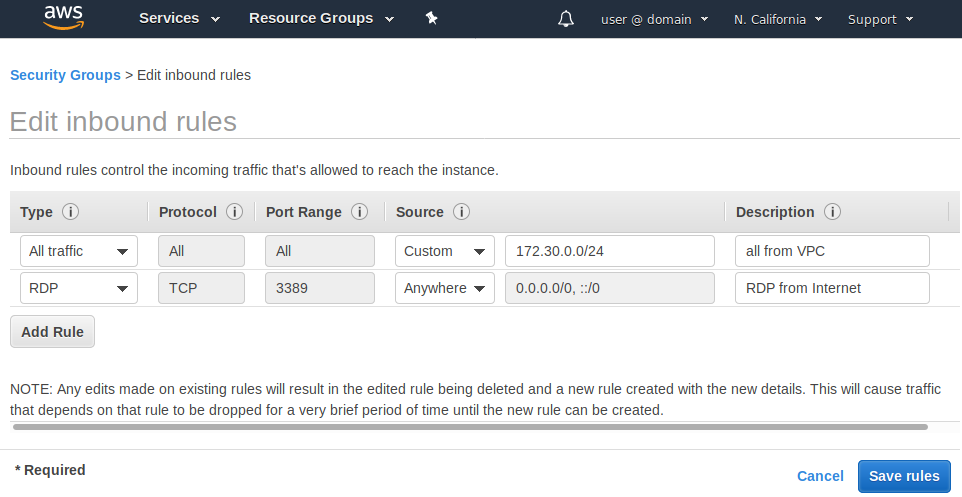 aws Services Resource Groups user @ domain N. California Support
Security Groups > Edit inbound rules
Edit inbound rules
Inbound rules control the incoming traffic that's allowed to reach the instance.
Type i Protocol i Port Range i Source i Description i
All traffic All All Custom 172.30.0.0/24 all from VPC
RDP TCP 3389 Anywhere 0.0.0.0/0, ::/0 RDP from Internet
Add Rule
NOTE: Any edits made on existing rules will result in the edited rule being deleted and a new rule created with the new details. This will cause traffic
that depends on that rule to be dropped for a very brief period of time until the new rule can be created.
* Required Cancel Save rules